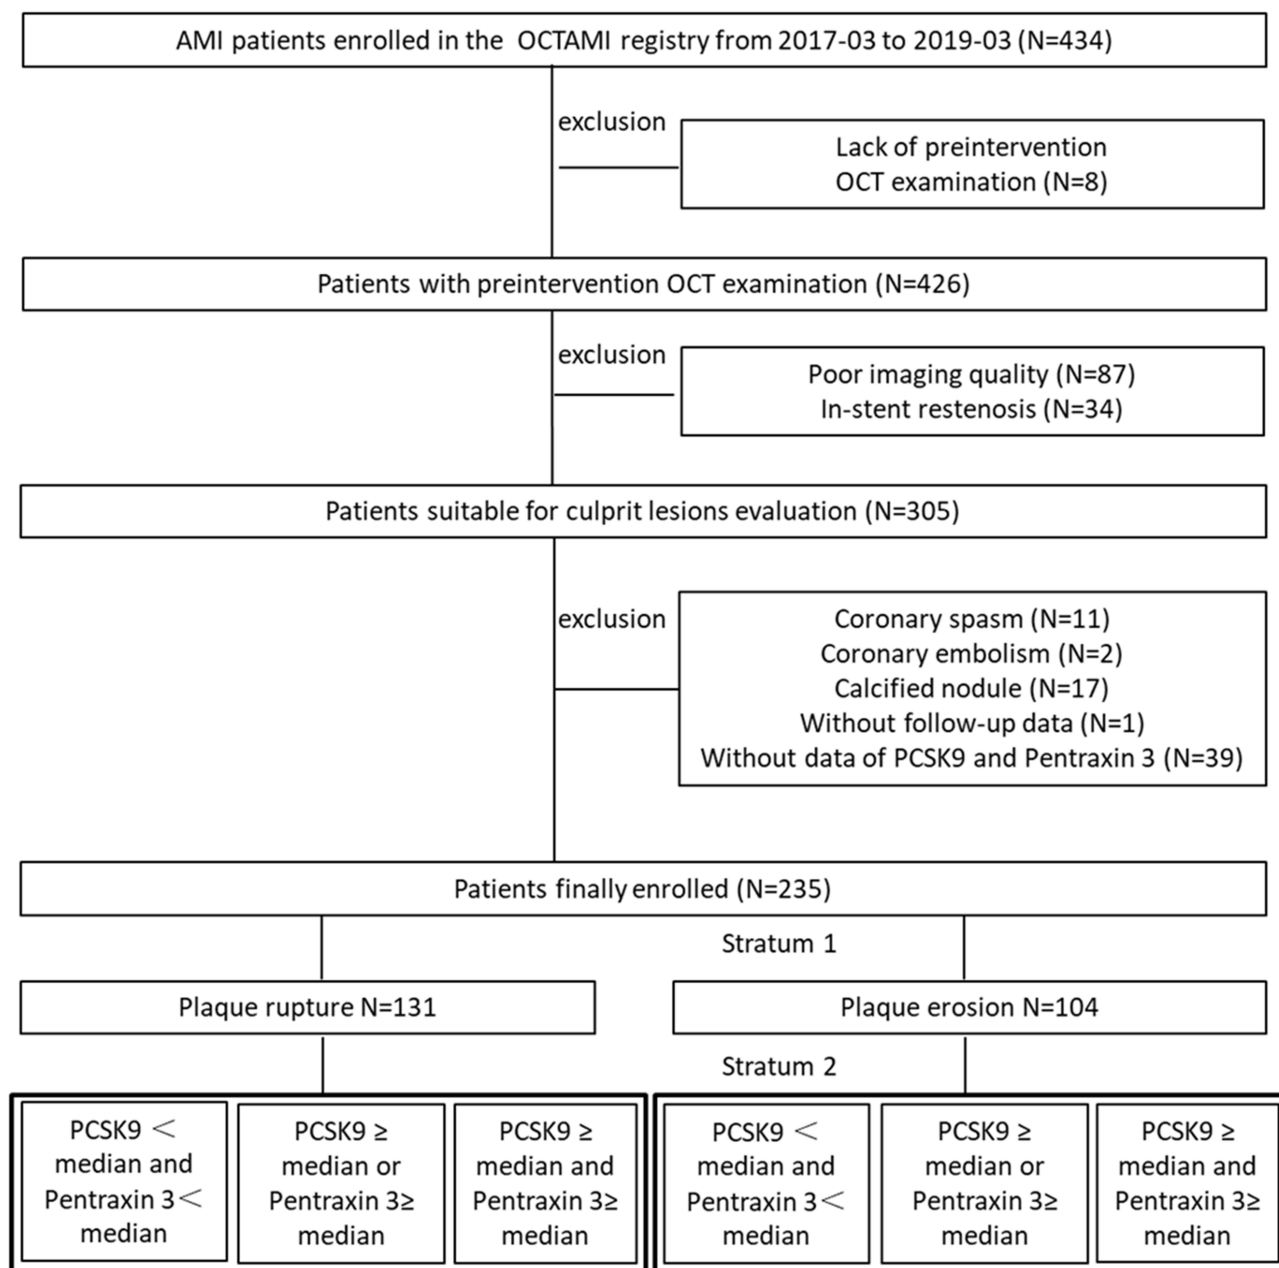 AMI patients enrolled in the OCTAMI registry from 2017-03 to 2019-03 (N=434)
exclusion
Lack of preintervention
OCT examination (N=8)
Patients with preintervention OCT examination (N=426)
exclusion
Poor imaging quality (N=87)
In-stent restenosis (N=34)
Patients suitable for culprit lesions evaluation (N=305)
exclusion
Coronary spasm (N=11)
Coronary embolism (N=2)
Calcified nodule (N=17)
Without follow-up data (N=1)
Without data of PCSK9 and Pentraxin 3 (N=39)
Patients finally enrolled (N=235)
Stratum 1
Plaque rupture N=131
Plaque erosion N=104
Stratum 2
PCSK9 <
median and
Pentraxin 3<
median
PCSK9 ≥
median or
Pentraxin 3≥
median
PCSK9 ≥
median and
Pentraxin 3≥
median
PCSK9 <
median and
Pentraxin 3<
median
PCSK9 ≥
median or
Pentraxin 3≥
median
PCSK9 ≥
median and
Pentraxin 3≥
median